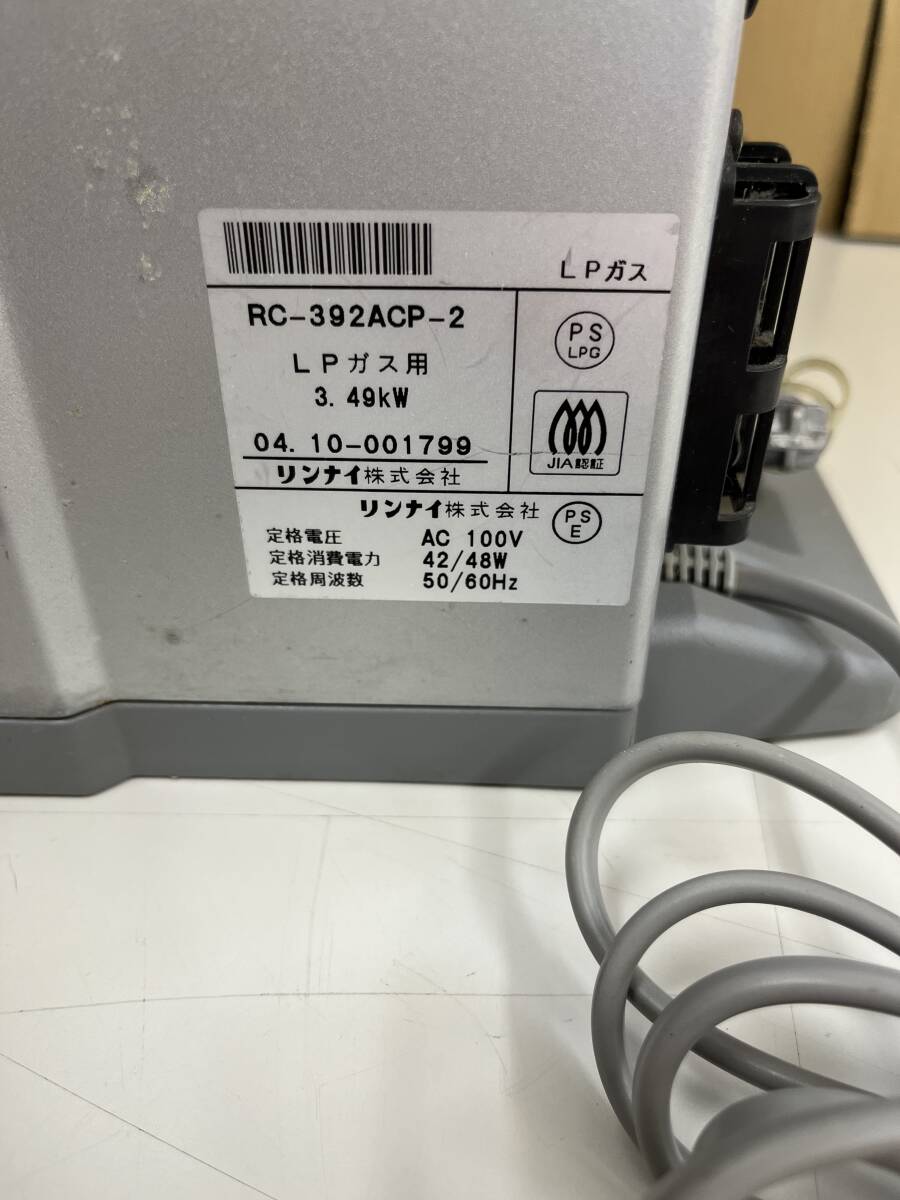 LPガス
RC-392ACP-2
LPガス用
3.49kW
04.10-001799
リンナイ株式会社
PS
LPG
JIA認証
リンナイ株式会社
PS
E
定格電圧 AC 100V
定格消費電力 42/48W
定格周波数 50/60Hz